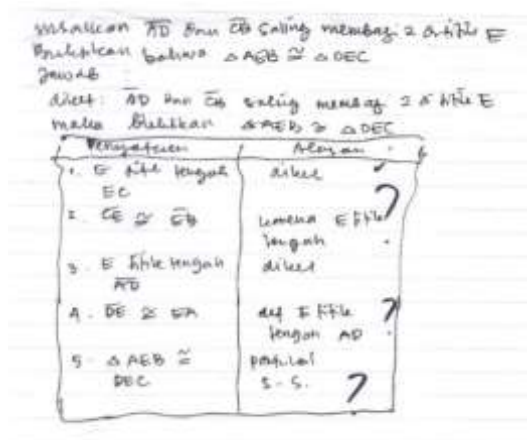 misalkan AD dan CB saling membagi 2 di titik E
Buktikan bahwa △AEB ≅ △DEC
Jawab :
diket: AD dan CB saling membagi 2 di titik E
maka Buktikan △AEB ≅ △DEC
Pernyataan | Alasan
1. E titik tengah EC | diket ?
2. CE ≅ EB | karena E titik tengah ?
3. E titik tengah AD | diket
4. DE ≅ EA | def E titik tengah AD ?
5. △AEB ≅ DEC | postulat S - S. ?